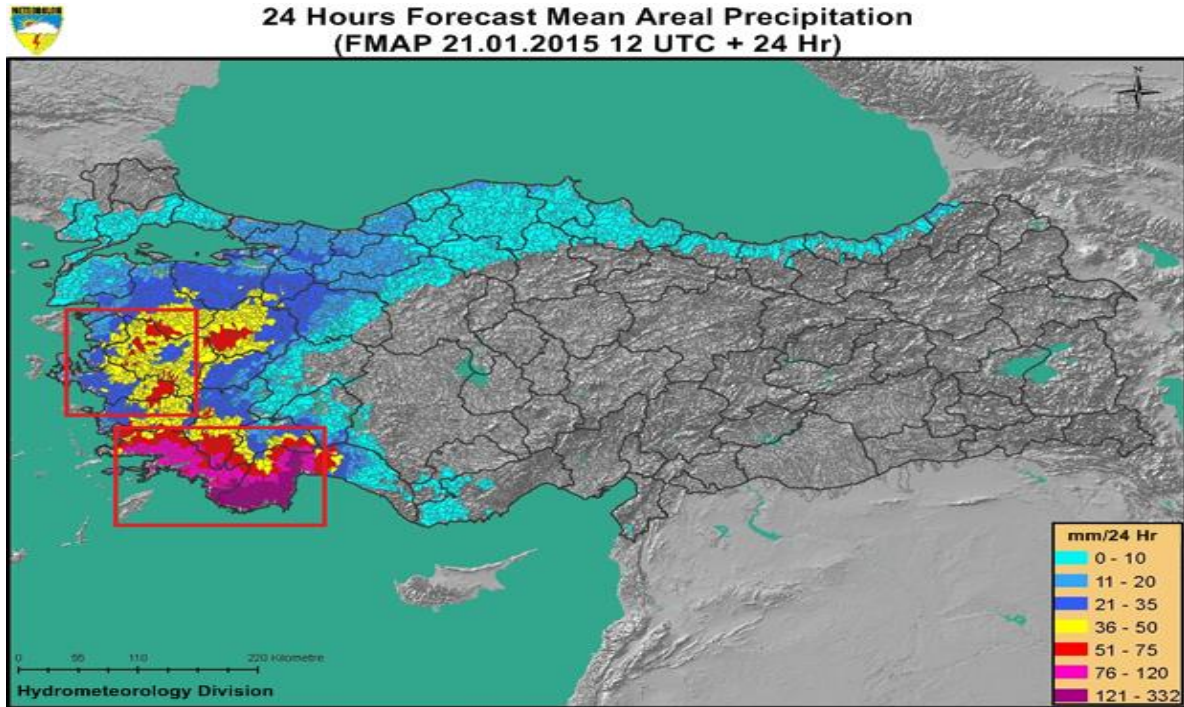 METEOROLOJI
24 Hours Forecast Mean Areal Precipitation
(FMAP 21.01.2015 12 UTC + 24 Hr)
N
mm/24 Hr
0 - 10
11 - 20
21 - 35
36 - 50
51 - 75
76 - 120
121 - 332
0 55 110 220 Kilometre
Hydrometeorology Division